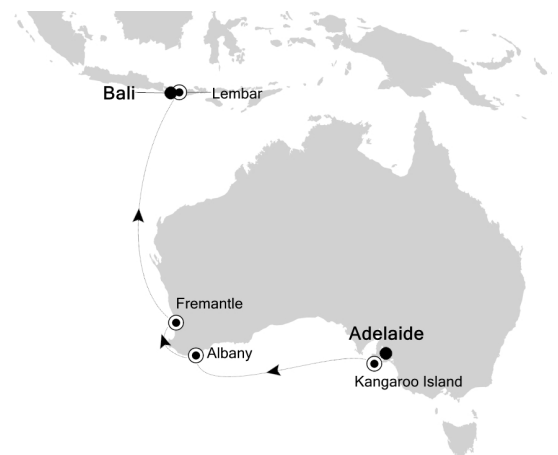 Bali
Lembar
Fremantle
Adelaide
Albany
Kangaroo Island